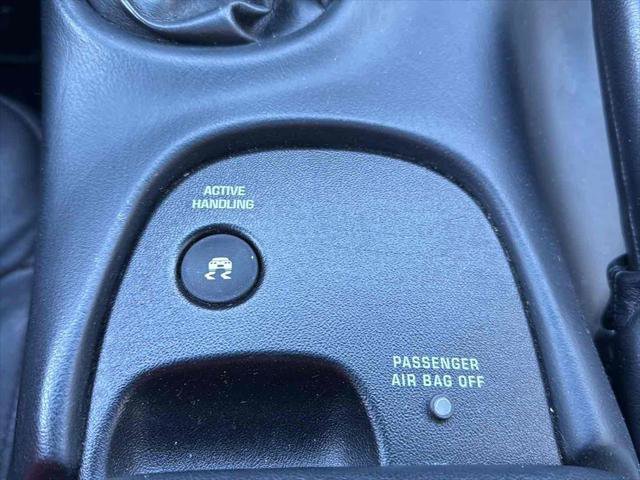 ACTIVE
HANDLING
PASSENGER
AIR BAG OFF